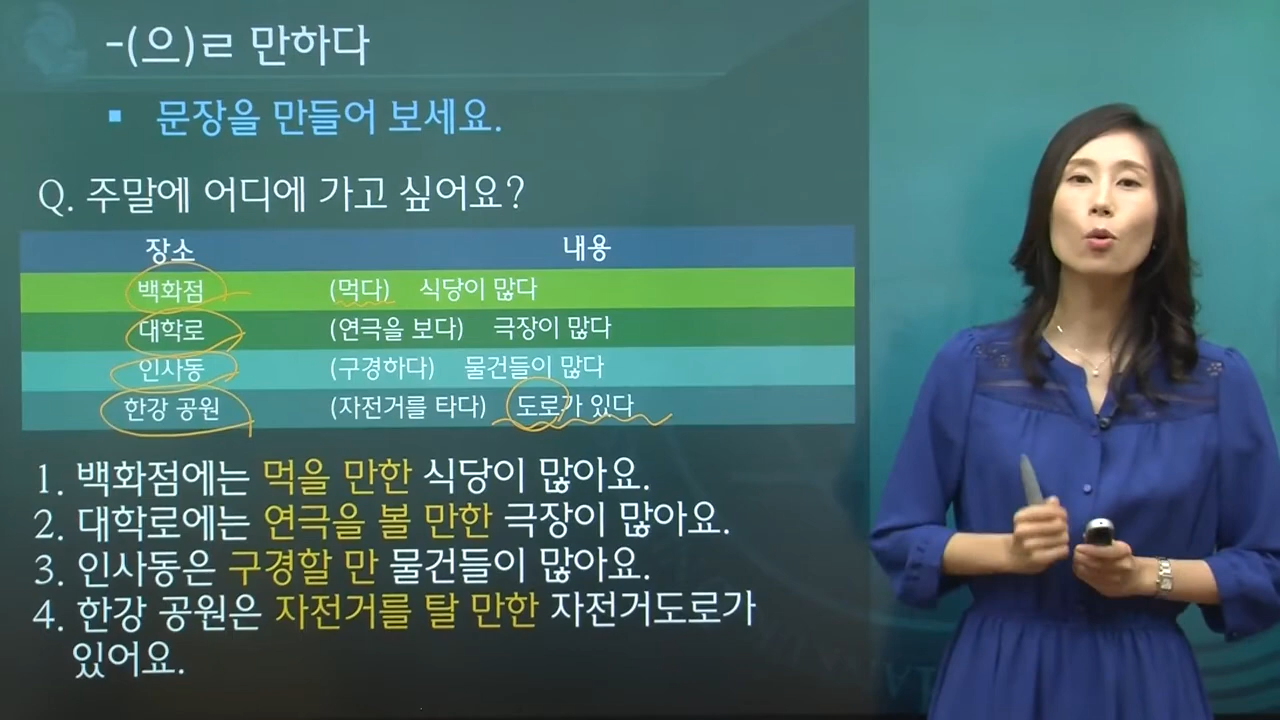 -(으)ㄹ 만하다
▪ 문장을 만들어 보세요.
Q. 주말에 어디에 가고 싶어요?
장소 내용
백화점 (먹다) 식당이 많다
대학로 (연극을 보다) 극장이 많다
인사동 (구경하다) 물건들이 많다
한강 공원 (자전거를 타다) 도로가 있다
1. 백화점에는 먹을 만한 식당이 많아요.
2. 대학로에는 연극을 볼 만한 극장이 많아요.
3. 인사동은 구경할 만 물건들이 많아요.
4. 한강 공원은 자전거를 탈 만한 자전거도로가
있어요.